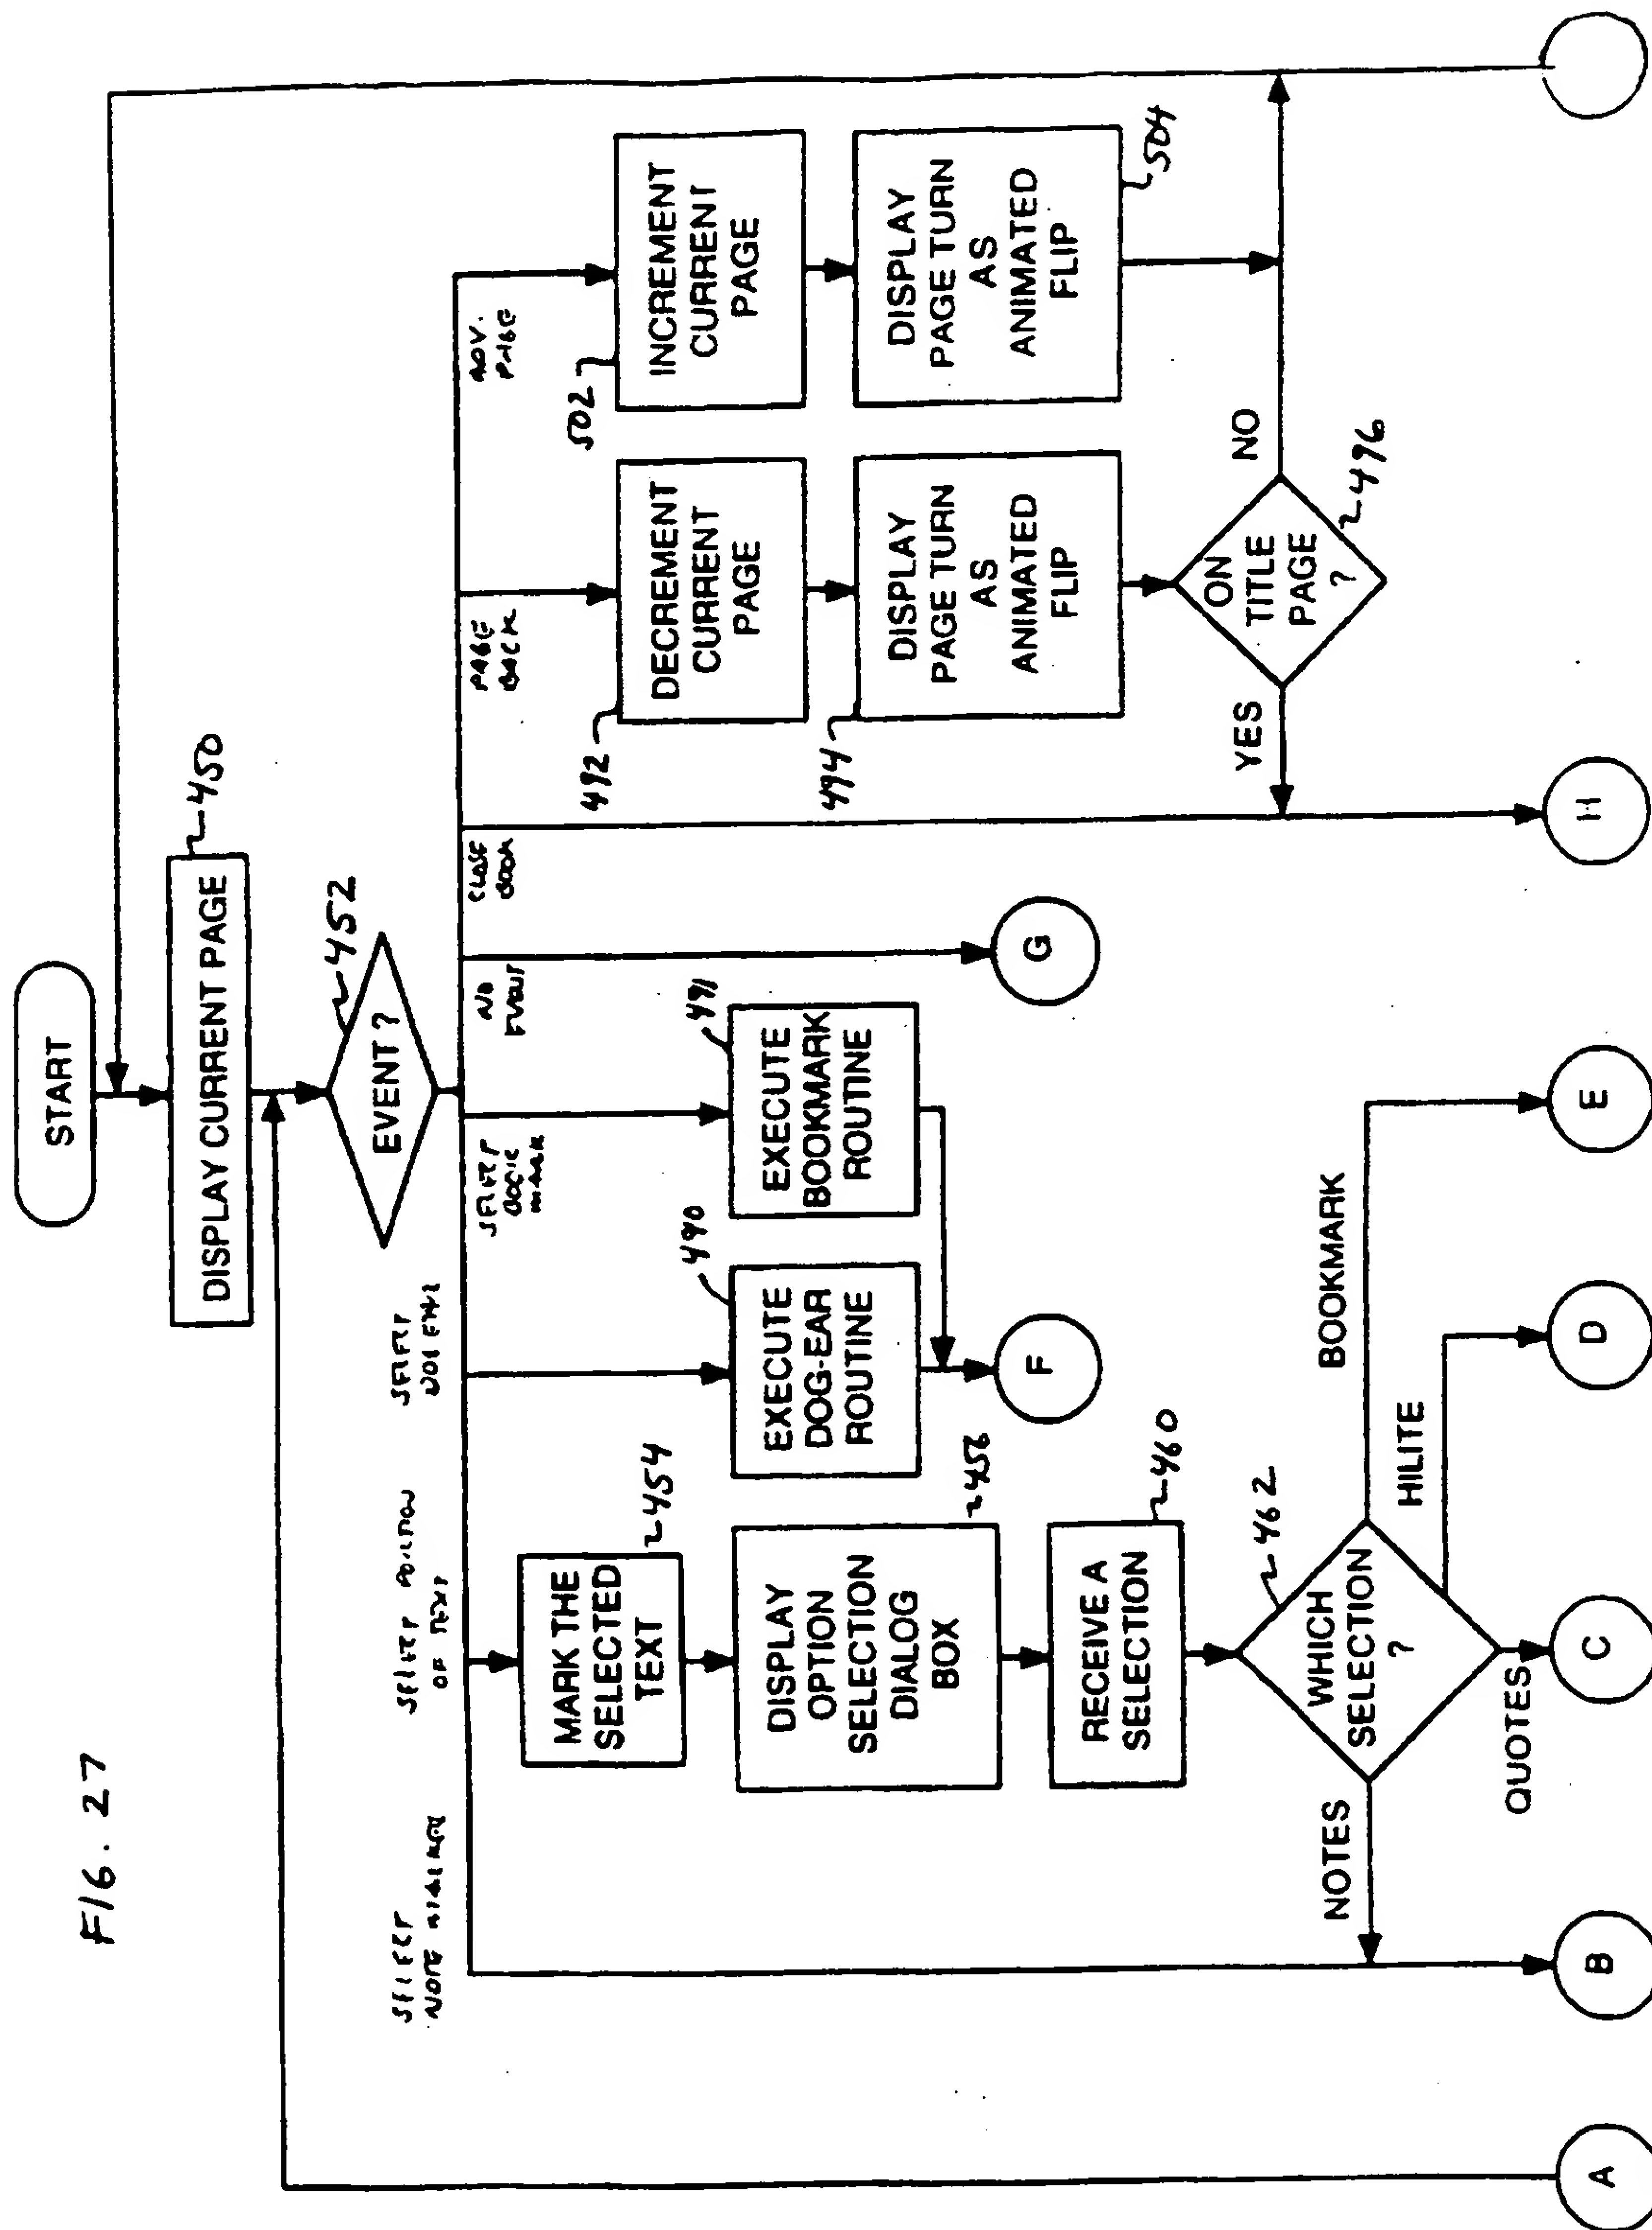 FIG. 27
START
DISPLAY CURRENT PAGE
450
EVENT ?
452
SELECT
NOTE
SELECT PORTION
OF TEXT
SELECT
SELECT
BOOK
MARK
NO
EVENT
CLOSE
BOOK
PAGE
BACK
ADV.
PAGE
MARK THE
SELECTED
TEXT
454
DISPLAY
OPTION
SELECTION
DIALOG
BOX
456
RECEIVE A
SELECTION
460
WHICH
SELECTION
?
462
NOTES
QUOTES
HILITE
BOOKMARK
EXECUTE
DOG-EAR
ROUTINE
490
EXECUTE
BOOKMARK
ROUTINE
491
DECREMENT
CURRENT
PAGE
492
DISPLAY
PAGE TURN
AS
ANIMATED
FLIP
494
ON
TITLE
PAGE
?
496
YES
NO
INCREMENT
CURRENT
PAGE
502
DISPLAY
PAGE TURN
AS
ANIMATED
FLIP
504
F
G
A
B
C
D
E
H